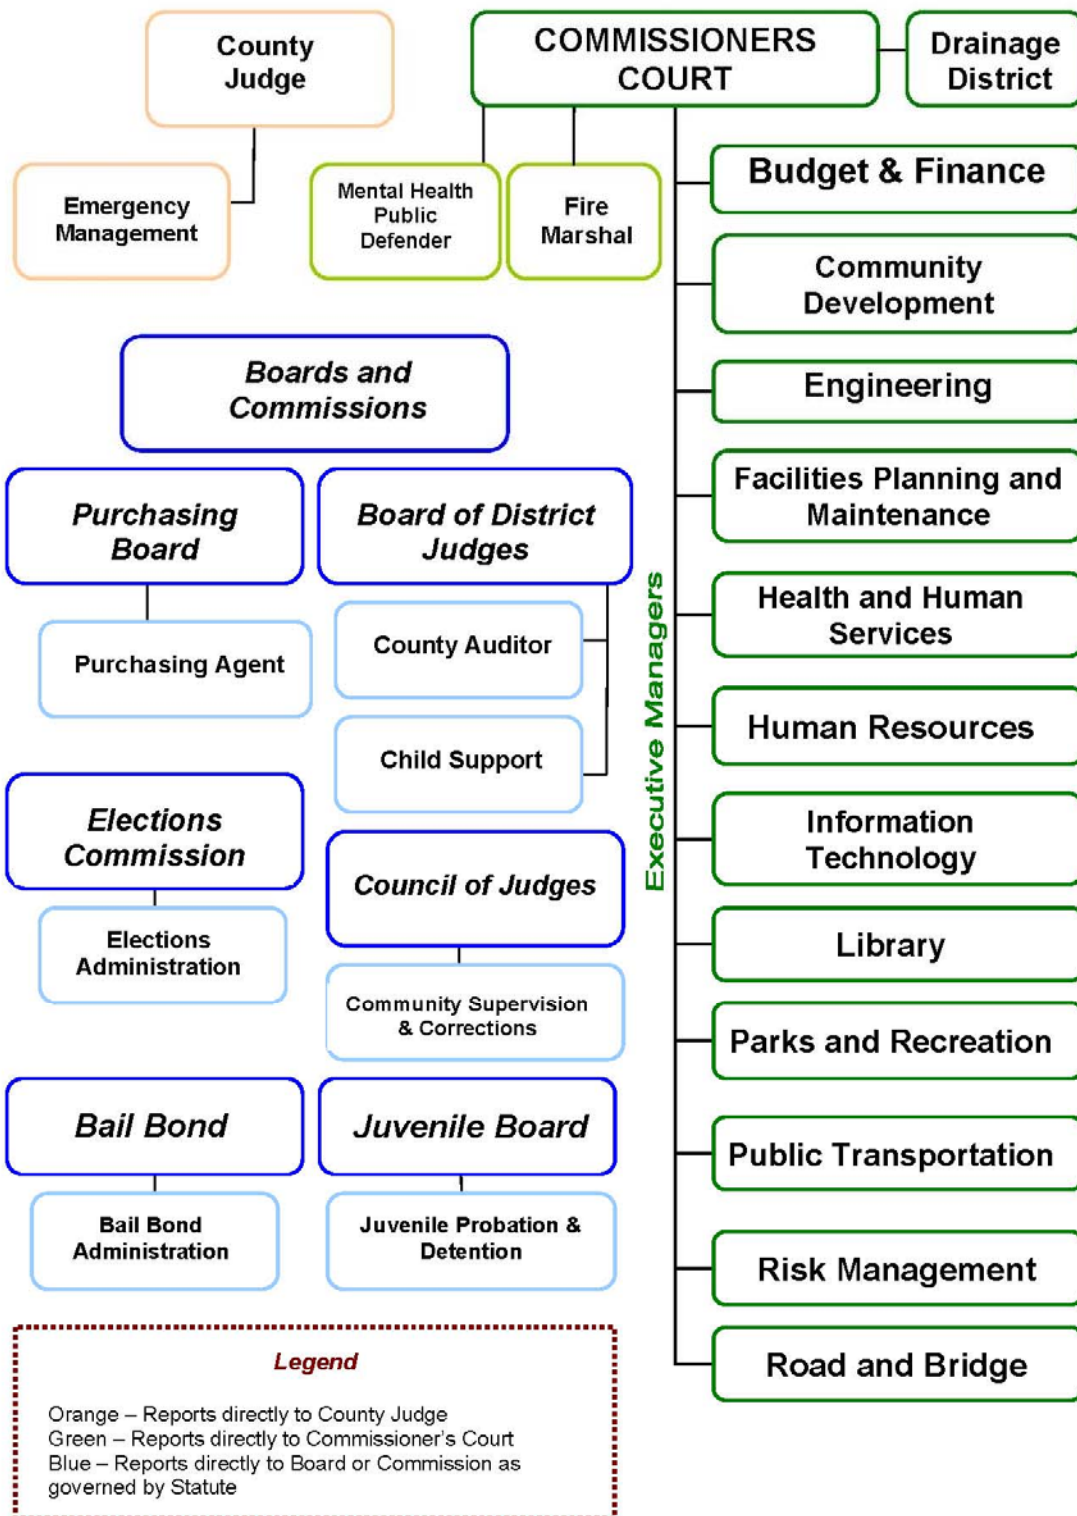 County
Judge
COMMISSIONERS
COURT
Drainage
District
Emergency
Management
Mental Health
Public
Defender
Fire
Marshal
Budget & Finance
Community
Development
Engineering
Facilities Planning and
Maintenance
Health and Human
Services
Human Resources
Information
Technology
Library
Parks and Recreation
Public Transportation
Risk Management
Road and Bridge
Executive Managers
Boards and
Commissions
Purchasing
Board
Purchasing Agent
Board of District
Judges
County Auditor
Child Support
Elections
Commission
Elections
Administration
Council of Judges
Community Supervision
& Corrections
Bail Bond
Bail Bond
Administration
Juvenile Board
Juvenile Probation &
Detention
Legend
Orange – Reports directly to County Judge
Green – Reports directly to Commissioner's Court
Blue – Reports directly to Board or Commission as
governed by Statute